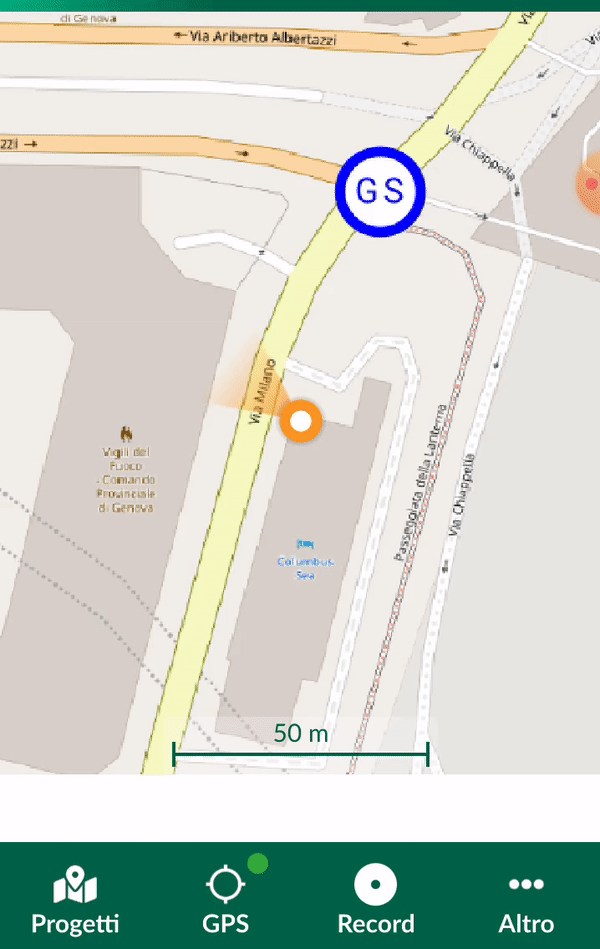 di Genova
Via
Via Ariberto Albertazzi
zzi
Via Chiappella
G S
Via Milano
Vigili del
Fuoco
- Comando
Provinciale
di Genova
Passeggiata della Lanterna
Via Chiappella
Columbus
Sea
50 m
Progetti
GPS
Record
Altro